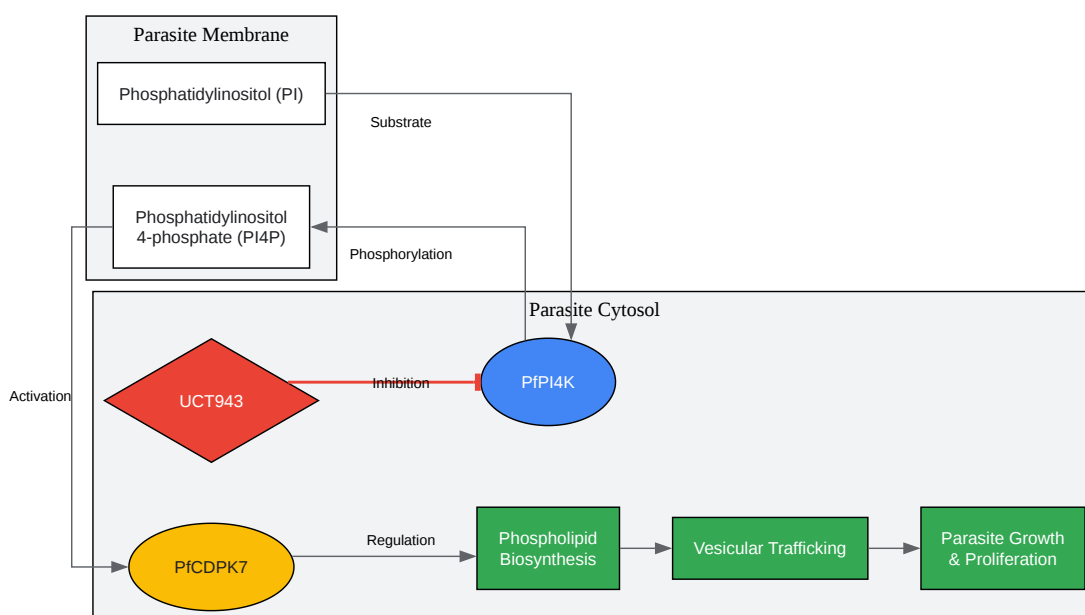 Parasite Membrane
Phosphatidylinositol (PI)
Substrate
Phosphatidylinositol
4-phosphate (PI4P)
Phosphorylation
Parasite Cytosol
Activation
UCT943
Inhibition
PfPI4K
PfCDPK7
Regulation
Phospholipid
Biosynthesis
Vesicular Trafficking
Parasite Growth
& Proliferation